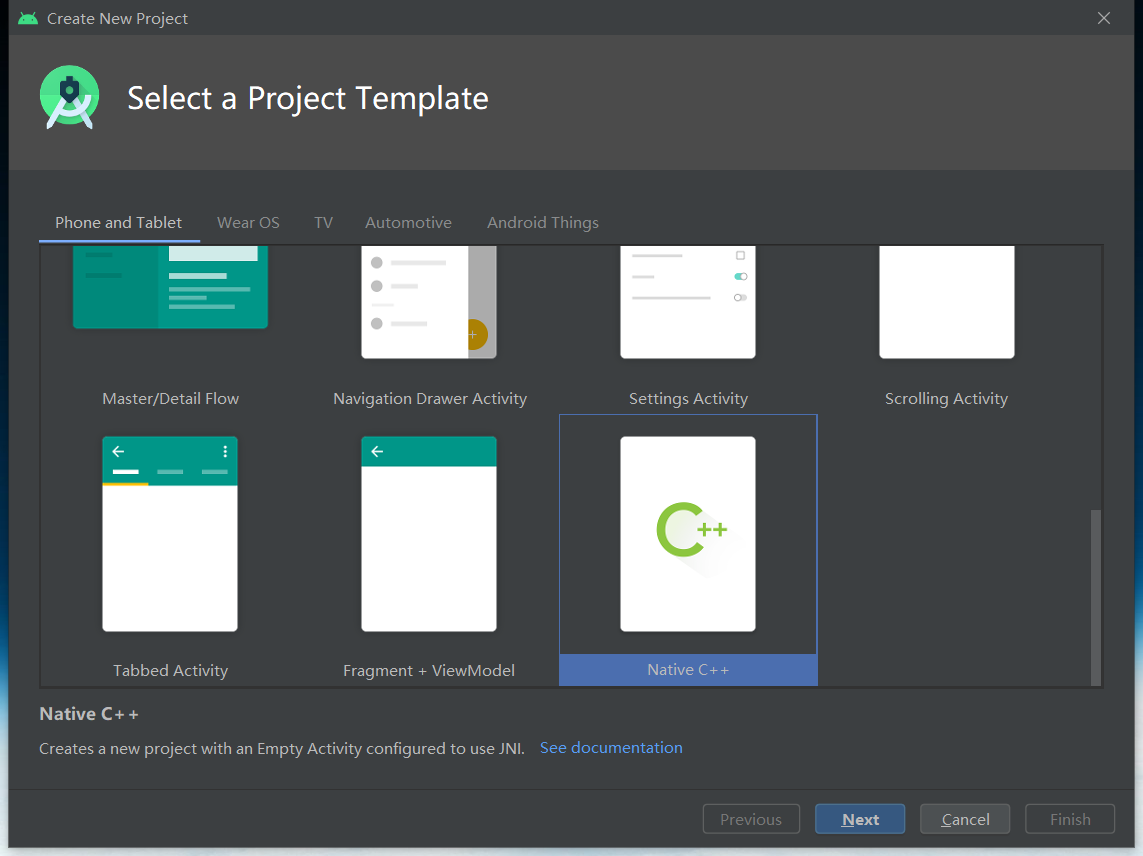 Create New Project
Select a Project Template
Phone and Tablet Wear OS TV Automotive Android Things
Master/Detail Flow Navigation Drawer Activity Settings Activity Scrolling Activity
C++
Tabbed Activity Fragment + ViewModel Native C++
Native C++
Creates a new project with an Empty Activity configured to use JNI. See documentation
Previous Next Cancel Finish